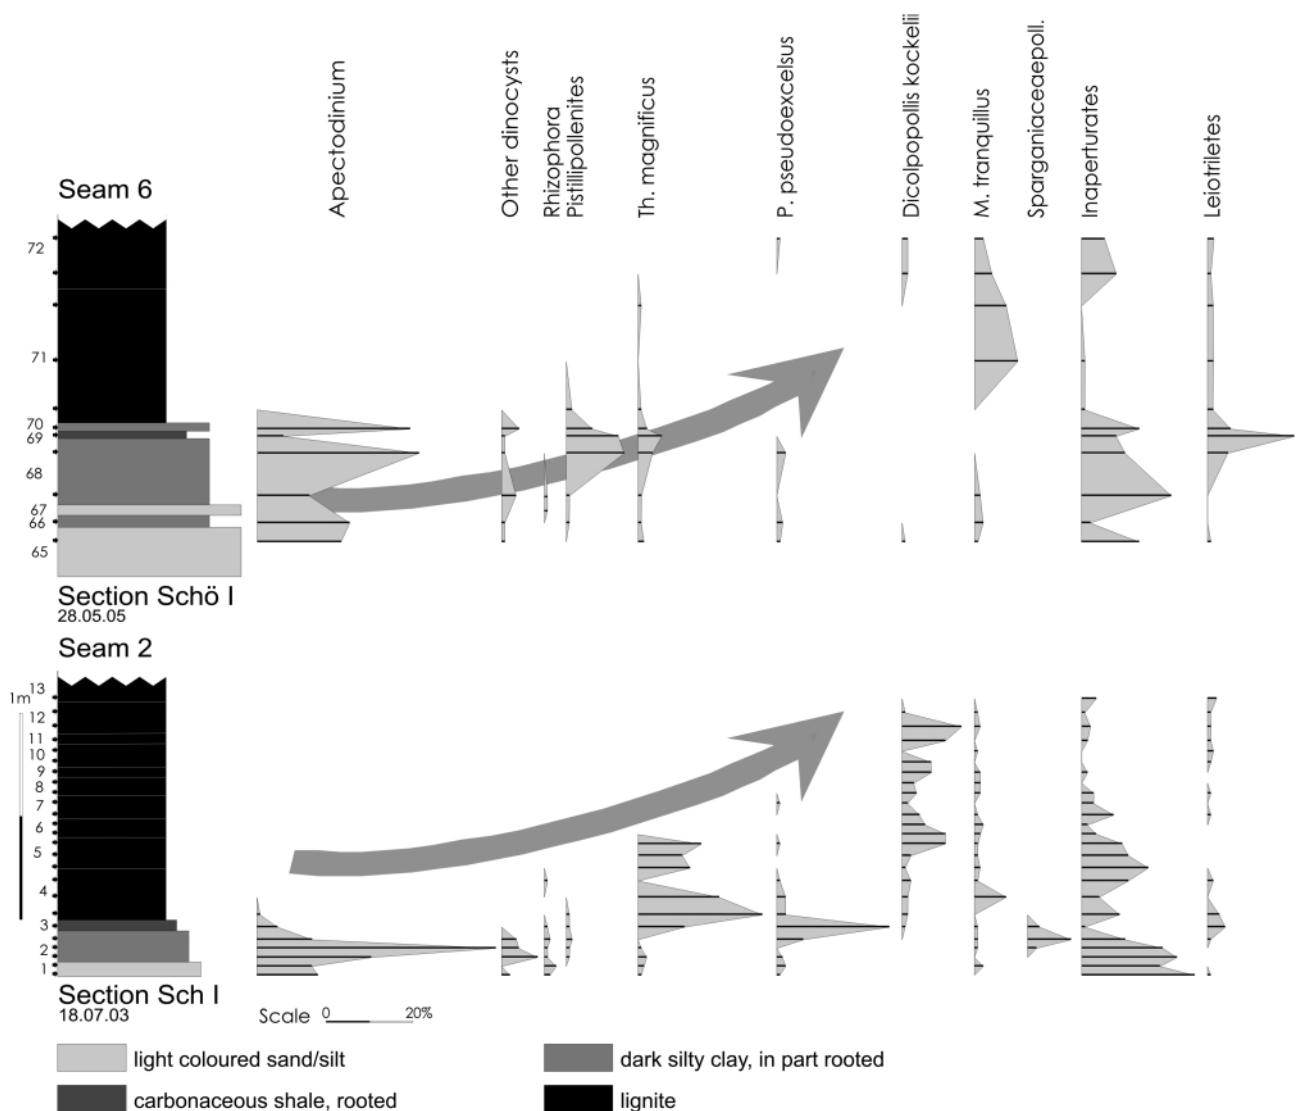 Apectodinium
Other dinocysts
Rhizophora
Pistillipollenites
Th. magnificus
P. pseudoexcelsus
Dicolpopollis kockelii
M. tranquillus
Sparganiaceaepoll.
Inaperturates
Leiotriletes
Seam 6
72
71
70
69
68
67
66
65
Section Schö I
28.05.05
Seam 2
1m
13
12
11
10
9
8
7
6
5
4
3
2
1
Section Sch I
18.07.03
Scale 0 20%
light coloured sand/silt
dark silty clay, in part rooted
carbonaceous shale, rooted
lignite